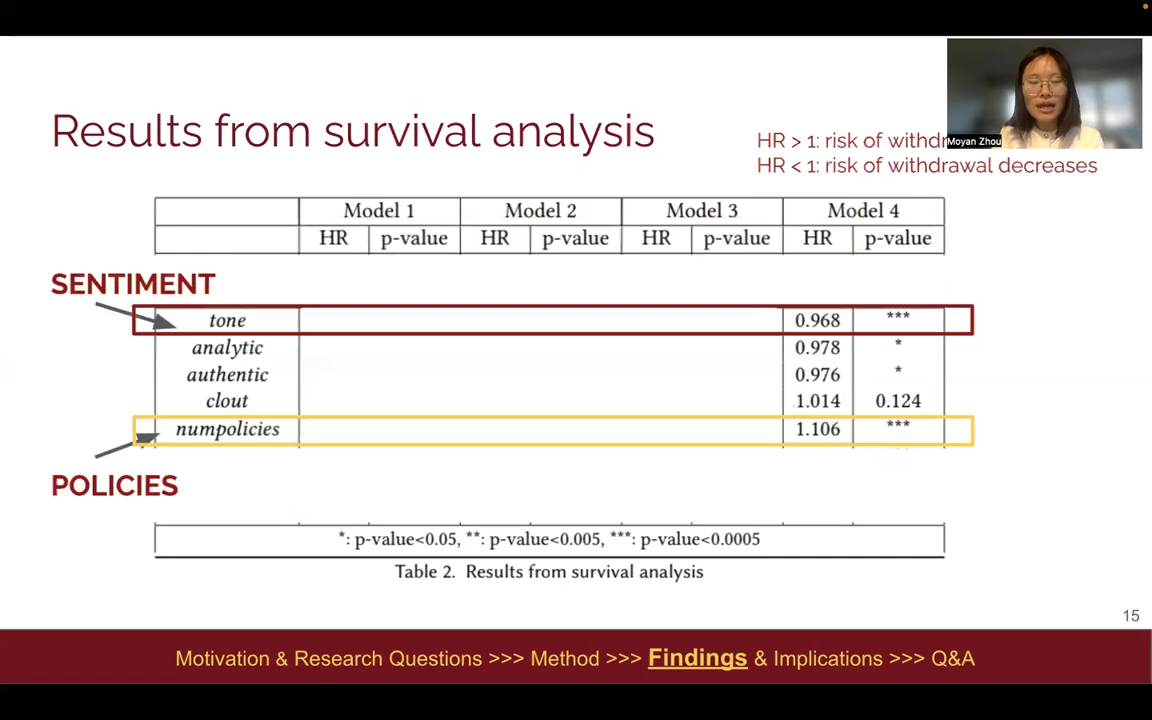 Results from survival analysis
HR > 1: risk of
HR < 1: risk of withdrawal decreases
Moyan Zhou
Model 1 Model 2 Model 3 Model 4
HR p-value HR p-value HR p-value HR p-value
SENTIMENT
tone 0.968 ***
analytic 0.978 *
authentic 0.976 *
clout 1.014 0.124
numpolicies 1.106 ***
POLICIES
*: p-value<0.05, **: p-value<0.005, ***: p-value<0.0005
Table 2. Results from survival analysis
15
Motivation & Research Questions >>> Method >>> Findings & Implications >>> Q&A